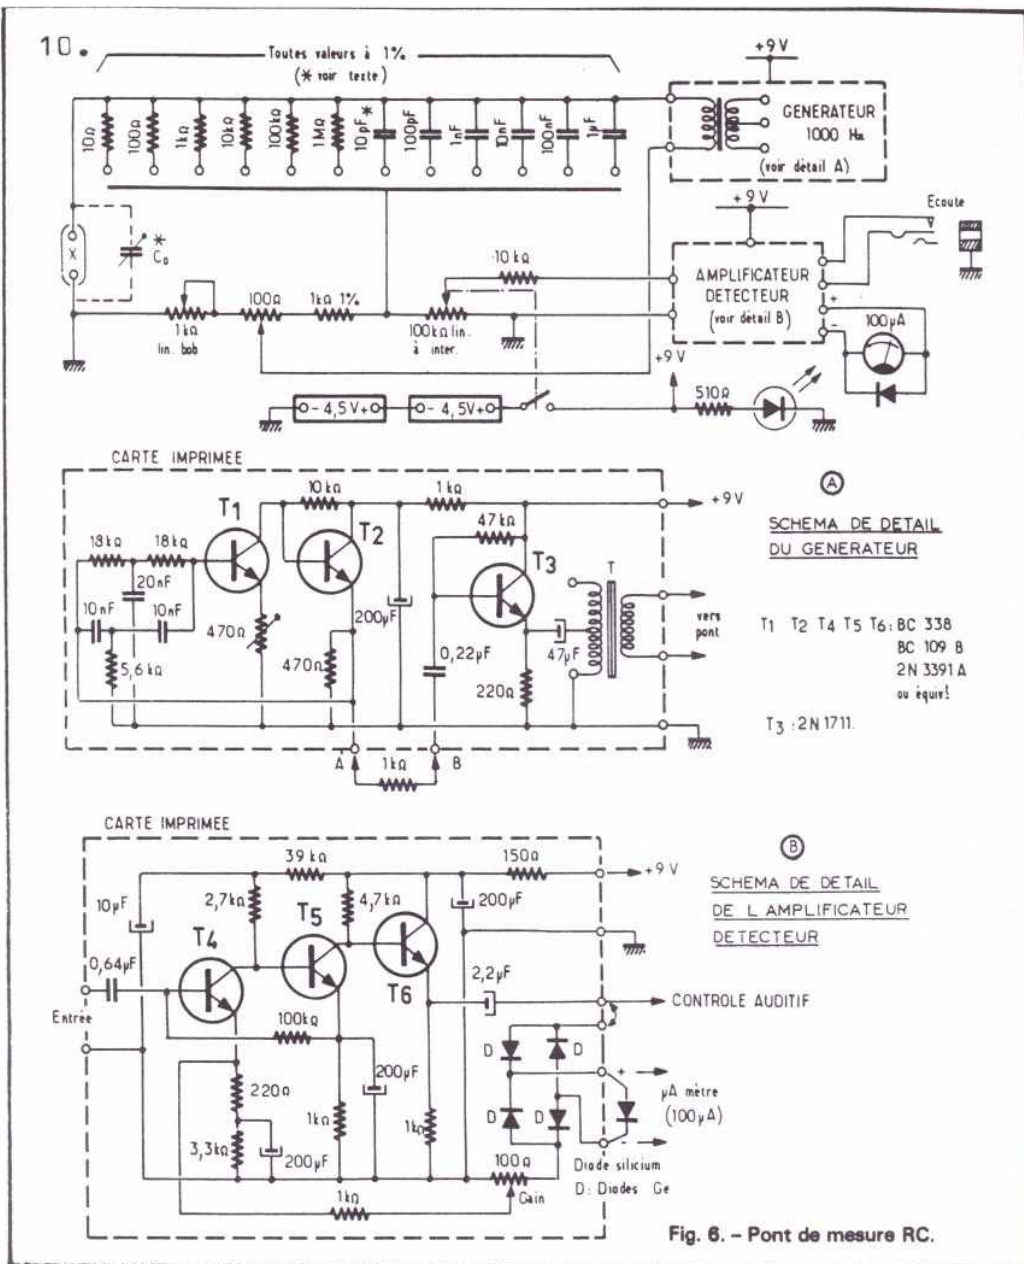 10.
Toutes valeurs à 1%
(* voir texte)
+9V
10Ω
100Ω
1kΩ
10kΩ
100kΩ
1MΩ
10pF*
100pF
1nF
10nF
100nF
1µF
GENERATEUR
1000 Hz
(voir détail A)
+9V
Ecoute
X
*
Co
10kΩ
AMPLIFICATEUR
DETECTEUR
(voir détail B)
+
-
100µA
1kΩ
lin. bob
100Ω
1kΩ 1%
100kΩ lin.
à inter.
+9V
- 4,5V+
- 4,5V+
510Ω
CARTE IMPRIMEE
A
SCHEMA DE DETAIL
DU GENERATEUR
T1
10kΩ
T2
1kΩ
+9V
47kΩ
T3
T
18kΩ
18kΩ
20nF
10nF
10nF
470Ω
5,6kΩ
470Ω
200µF
0,22µF
220Ω
47µF
vers
pont
T1 T2 T4 T5 T6: BC 338
BC 109 B
2N 3391A
ou équivt
T3 : 2N 1711.
A
1kΩ
B
CARTE IMPRIMEE
B
SCHEMA DE DETAIL
DE L AMPLIFICATEUR
DETECTEUR
39 kΩ
150Ω
+9V
10µF
2,7kΩ
4,7kΩ
200µF
T4
T5
T6
0,64µF
Entrée
100kΩ
2,2µF
CONTROLE AUDITIF
D
D
D
D
+
-
µA mètre
(100µA)
220Ω
200µF
3,3kΩ
200µF
1kΩ
1kΩ
100Ω
Gain
1kΩ
Diode silicium
D: Diodes Ge
Fig. 6. – Pont de mesure RC.